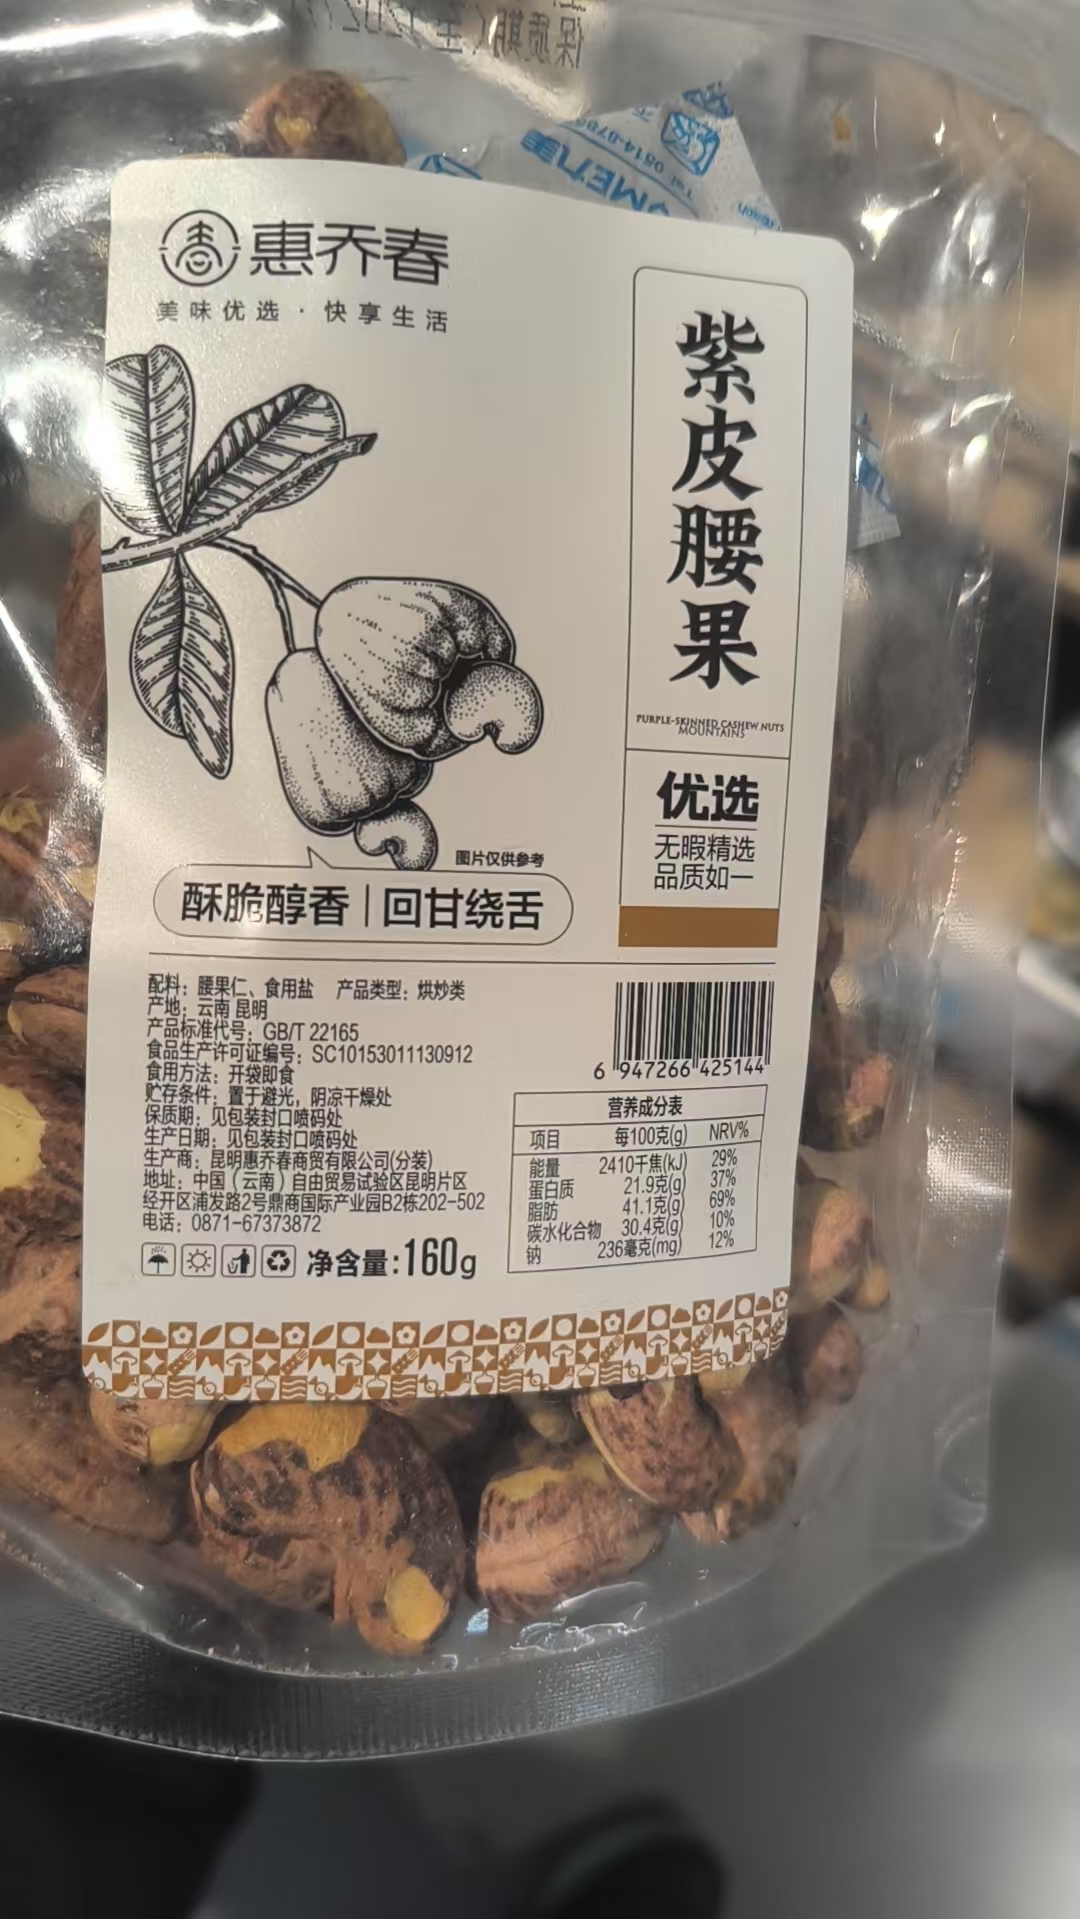 惠乔春
美味优选·快享生活
紫皮腰果
PURPLE-SKINNED CASHEW NUTS
MOUNTAINS
优选
无暇精选
品质如一
图片仅供参考
酥脆醇香|回甘绕舌
配料：腰果仁、食用盐 产品类型：烘炒类
产地：云南 昆明
产品标准代号：GB/T 22165
食品生产许可证编号：SC10153011130912
食用方法：开袋即食
贮存条件：置于避光，阴凉干燥处
保质期：见包装封口喷码处
生产日期：见包装封口喷码处
生产商：昆明惠乔春商贸有限公司(分装)
地址：中国（云南）自由贸易试验区昆明片区
经开区浦发路2号鼎商国际产业园B2栋202-502
电话：0871-67373872
净含量:160g
6 947266 425144
营养成分表
项目 每100克(g) NRV%
能量 2410千焦(kJ) 29%
蛋白质 21.9克(g) 37%
脂肪 41.1克(g) 69%
碳水化合物 30.4克(g) 10%
钠 236毫克(mg) 12%